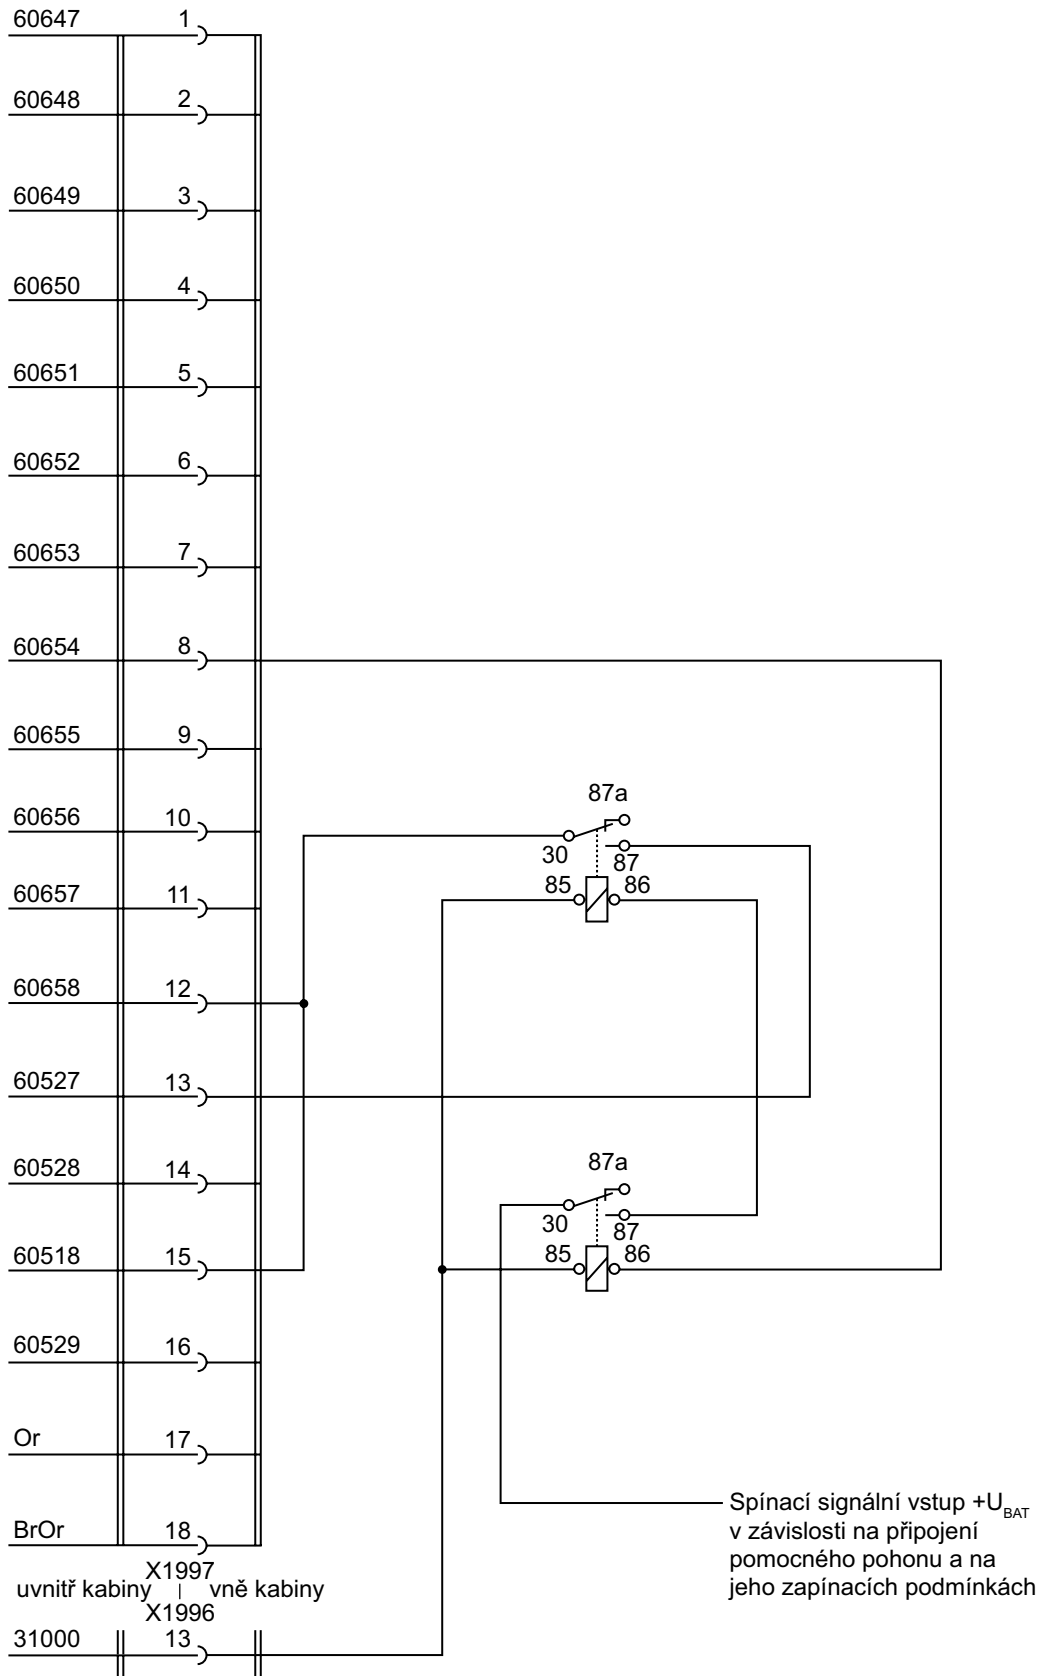 60647 1
60648 2
60649 3
60650 4
60651 5
60652 6
60653 7
60654 8
60655 9
87a
60656 10
30
87
60657 11
85 86
60658 12
60527 13
60528 14
87a
30
87
60518 15
85 86
60529 16
Or 17
Spínací signální vstup +U_BAT
v závislosti na připojení
pomocného pohonu a na
jeho zapínacích podmínkách
BrOr 18
X1997
uvnitř kabiny | vně kabiny
X1996
31000 13